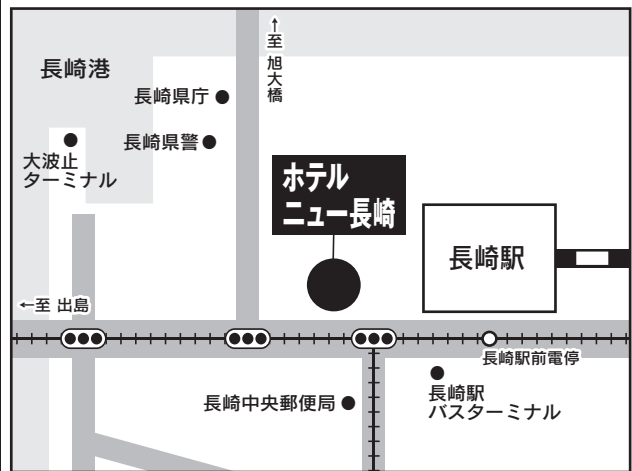 ↑至 旭大橋
長崎港
長崎県庁
長崎県警
大波止
ターミナル
ホテル
ニュー長崎
長崎駅
←至 出島
長崎駅前電停
長崎駅
バスターミナル
長崎中央郵便局